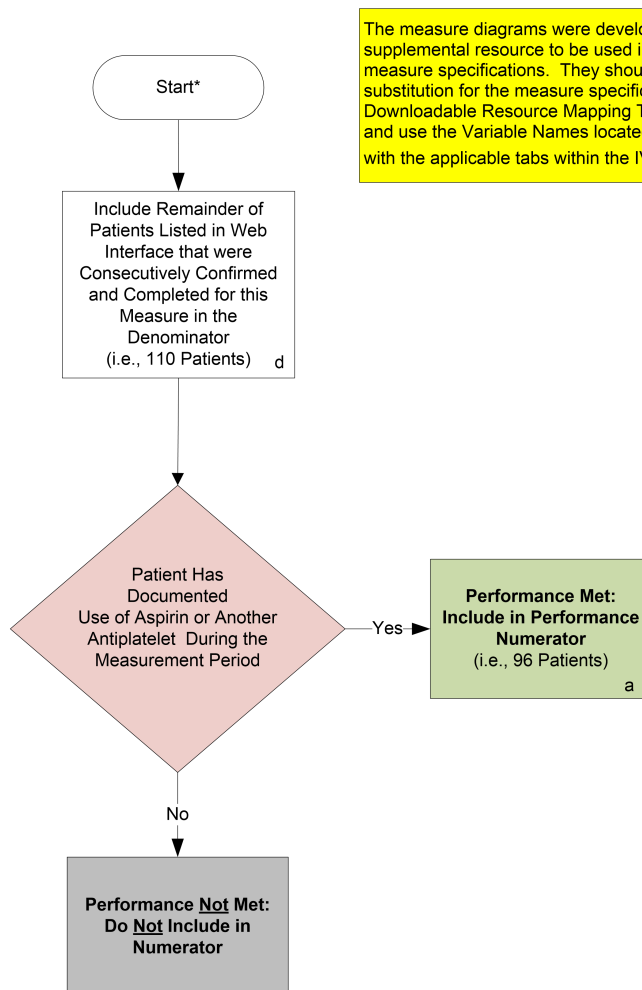 Start*
The measure diagrams were develo
supplemental resource to be used i
measure specifications. They shou
substitution for the measure specific
Downloadable Resource Mapping T
and use the Variable Names locate
with the applicable tabs within the IV
Include Remainder of
Patients Listed in Web
Interface that were
Consecutively Confirmed
and Completed for this
Measure in the
Denominator
(i.e., 110 Patients) d
Patient Has
Documented
Use of Aspirin or Another
Antiplatelet During the
Measurement Period
Yes
Performance Met:
Include in Performance
Numerator
(i.e., 96 Patients)
a
No
Performance Not Met:
Do Not Include in
Numerator